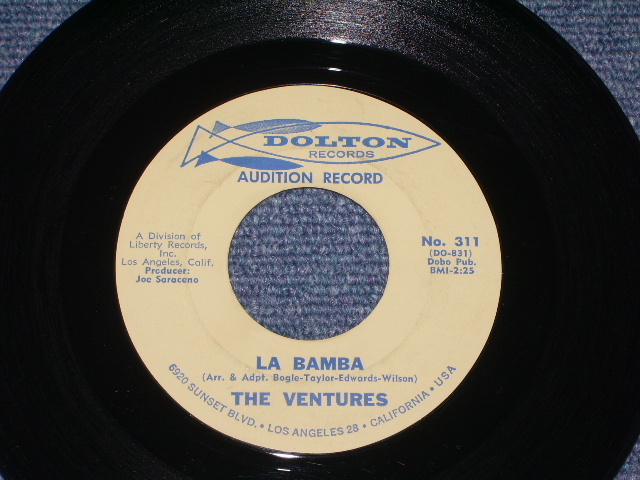 DOLTON
RECORDS
AUDITION RECORD
A Division of
Liberty Records,
Inc.
Los Angeles, Calif.
Producer:
Joe Saraceno
No. 311
(DO-831)
Dobo Pub.
BMI-2:25
LA BAMBA
(Arr. & Adpt. Bogle-Taylor-Edwards-Wilson)
THE VENTURES
6920 SUNSET BLVD. • LOS ANGELES 28 • CALIFORNIA • USA